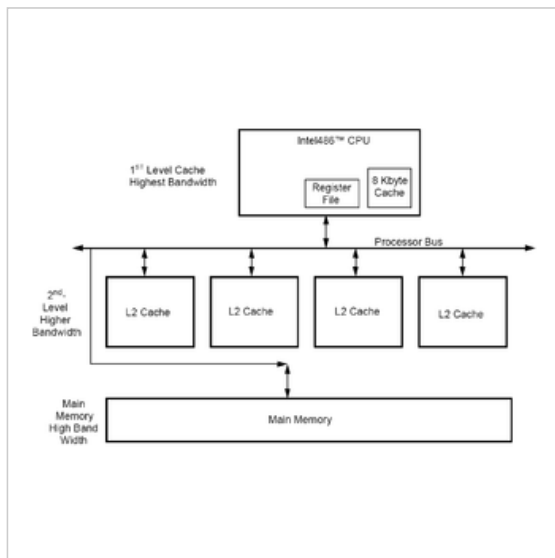 Intel486™ CPU
1ST Level Cache
Highest Bandwidth
Register
File
8 Kbyte
Cache
Processor Bus
2nd-
Level
Higher
Bandwidth
L2 Cache
L2 Cache
L2 Cache
L2 Cache
Main
Memory
High Band
Width
Main Memory